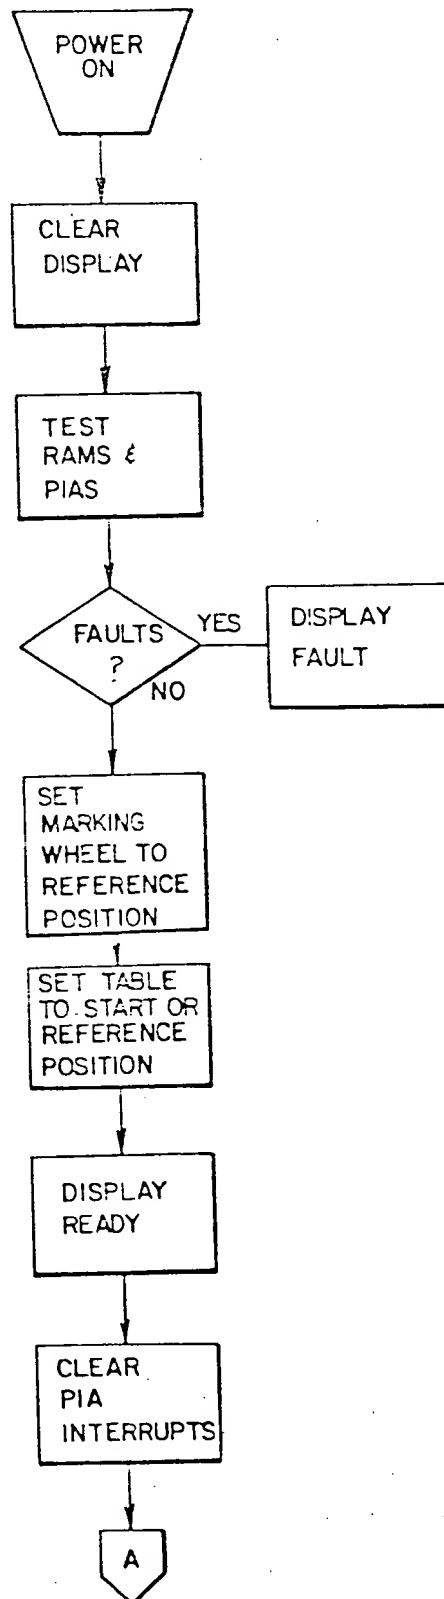 POWER
ON
CLEAR
DISPLAY
TEST
RAMS &
PIAS
FAULTS
?
YES
NO
DISPLAY
FAULT
SET
MARKING
WHEEL TO
REFERENCE
POSITION
SET TABLE
TO START OR
REFERENCE
POSITION
DISPLAY
READY
CLEAR
PIA
INTERRUPTS
A